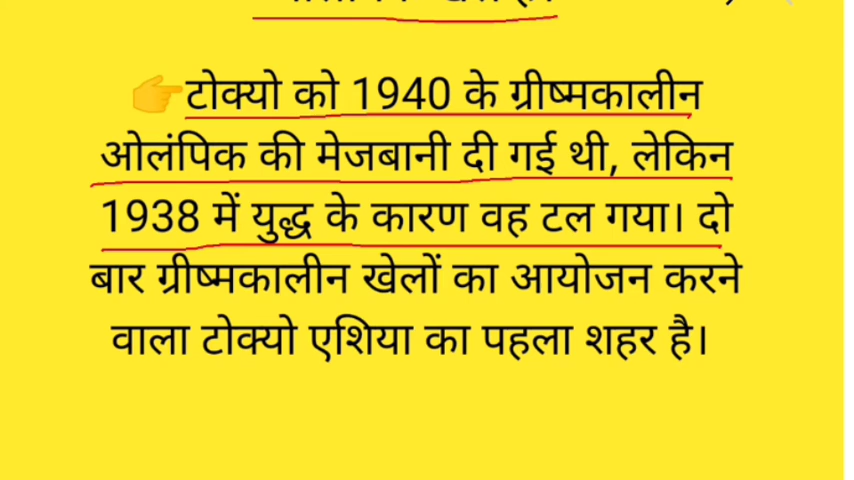 👉टोक्यो को 1940 के ग्रीष्मकालीन
ओलंपिक की मेजबानी दी गई थी, लेकिन
1938 में युद्ध के कारण वह टल गया। दो
बार ग्रीष्मकालीन खेलों का आयोजन करने
वाला टोक्यो एशिया का पहला शहर है।